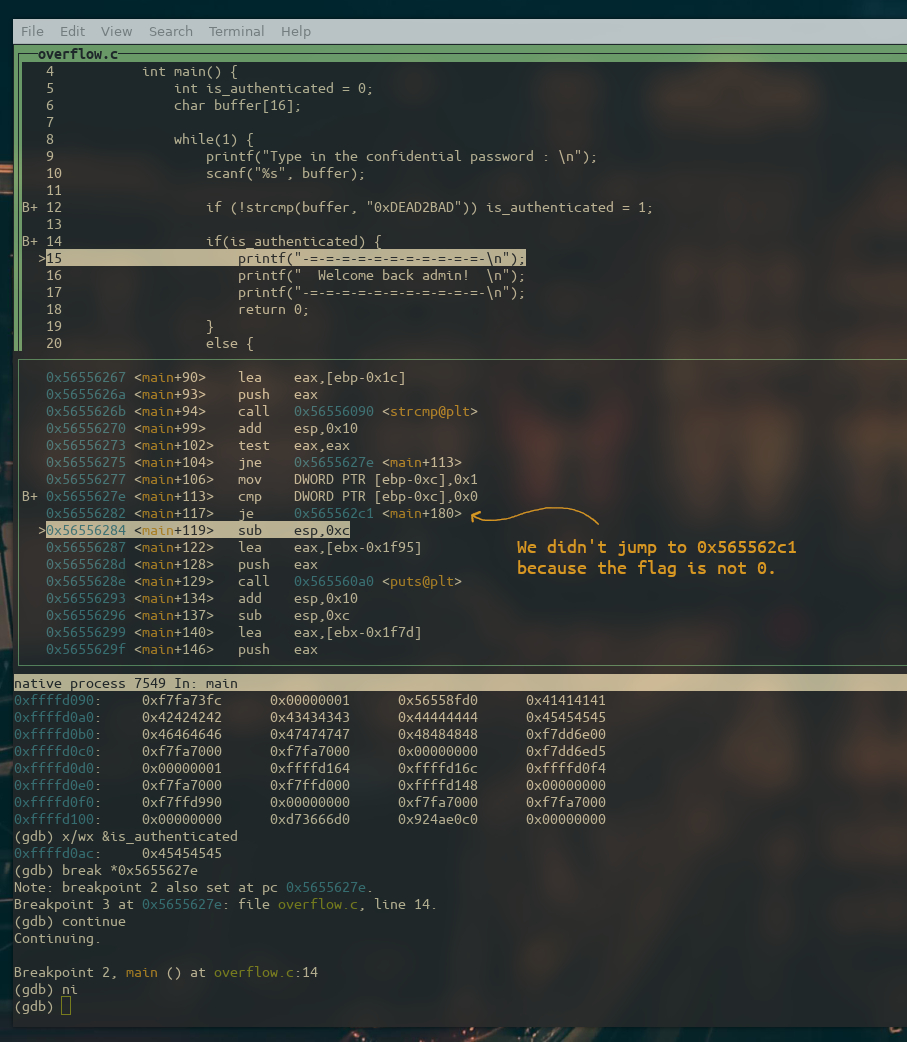 File Edit View Search Terminal Help
overflow.c
4 int main() {
5 int is_authenticated = 0;
6 char buffer[16];
7
8 while(1) {
9 printf("Type in the confidential password : \n");
10 scanf("%s", buffer);
11
B+ 12 if (!strcmp(buffer, "0xDEAD2BAD")) is_authenticated = 1;
13
B+ 14 if(is_authenticated) {
>15 printf("-=-=-=-=-=-=-=-=-=-=-=-\n");
16 printf("  Welcome back admin!  \n");
17 printf("-=-=-=-=-=-=-=-=-=-=-=-\n");
18 return 0;
19 }
20 else {
0x56556267 <main+90> lea eax,[ebp-0x1c]
0x5655626a <main+93> push eax
0x5655626b <main+94> call 0x56556090 <strcmp@plt>
0x56556270 <main+99> add esp,0x10
0x56556273 <main+102> test eax,eax
0x56556275 <main+104> jne 0x5655627e <main+113>
0x56556277 <main+106> mov DWORD PTR [ebp-0xc],0x1
B+ 0x5655627e <main+113> cmp DWORD PTR [ebp-0xc],0x0
0x56556282 <main+117> je 0x565562c1 <main+180>
>0x56556284 <main+119> sub esp,0xc
0x56556287 <main+122> lea eax,[ebx-0x1f95]
0x5655628d <main+128> push eax
0x5655628e <main+129> call 0x565560a0 <puts@plt>
0x56556293 <main+134> add esp,0x10
0x56556296 <main+137> sub esp,0xc
0x56556299 <main+140> lea eax,[ebx-0x1f7d]
0x5655629f <main+146> push eax
We didn't jump to 0x565562c1
because the flag is not 0.
native process 7549 In: main
0xffffd090: 0xf7fa73fc 0x00000001 0x56558fd0 0x41414141
0xffffd0a0: 0x42424242 0x43434343 0x44444444 0x45454545
0xffffd0b0: 0x46464646 0x47474747 0x48484848 0xf7dd6e00
0xffffd0c0: 0xf7fa7000 0xf7fa7000 0x00000000 0xf7dd6ed5
0xffffd0d0: 0x00000001 0xffffd164 0xffffd16c 0xffffd0f4
0xffffd0e0: 0xf7fa7000 0xf7ffd000 0xffffd148 0x00000000
0xffffd0f0: 0xf7ffd990 0x00000000 0xf7fa7000 0xf7fa7000
0xffffd100: 0x00000000 0xd73666d0 0x924ae0c0 0x00000000
(gdb) x/wx &is_authenticated
0xffffd0ac: 0x45454545
(gdb) break *0x5655627e
Note: breakpoint 2 also set at pc 0x5655627e.
Breakpoint 3 at 0x5655627e: file overflow.c, line 14.
(gdb) continue
Continuing.
Breakpoint 2, main () at overflow.c:14
(gdb) ni
(gdb)